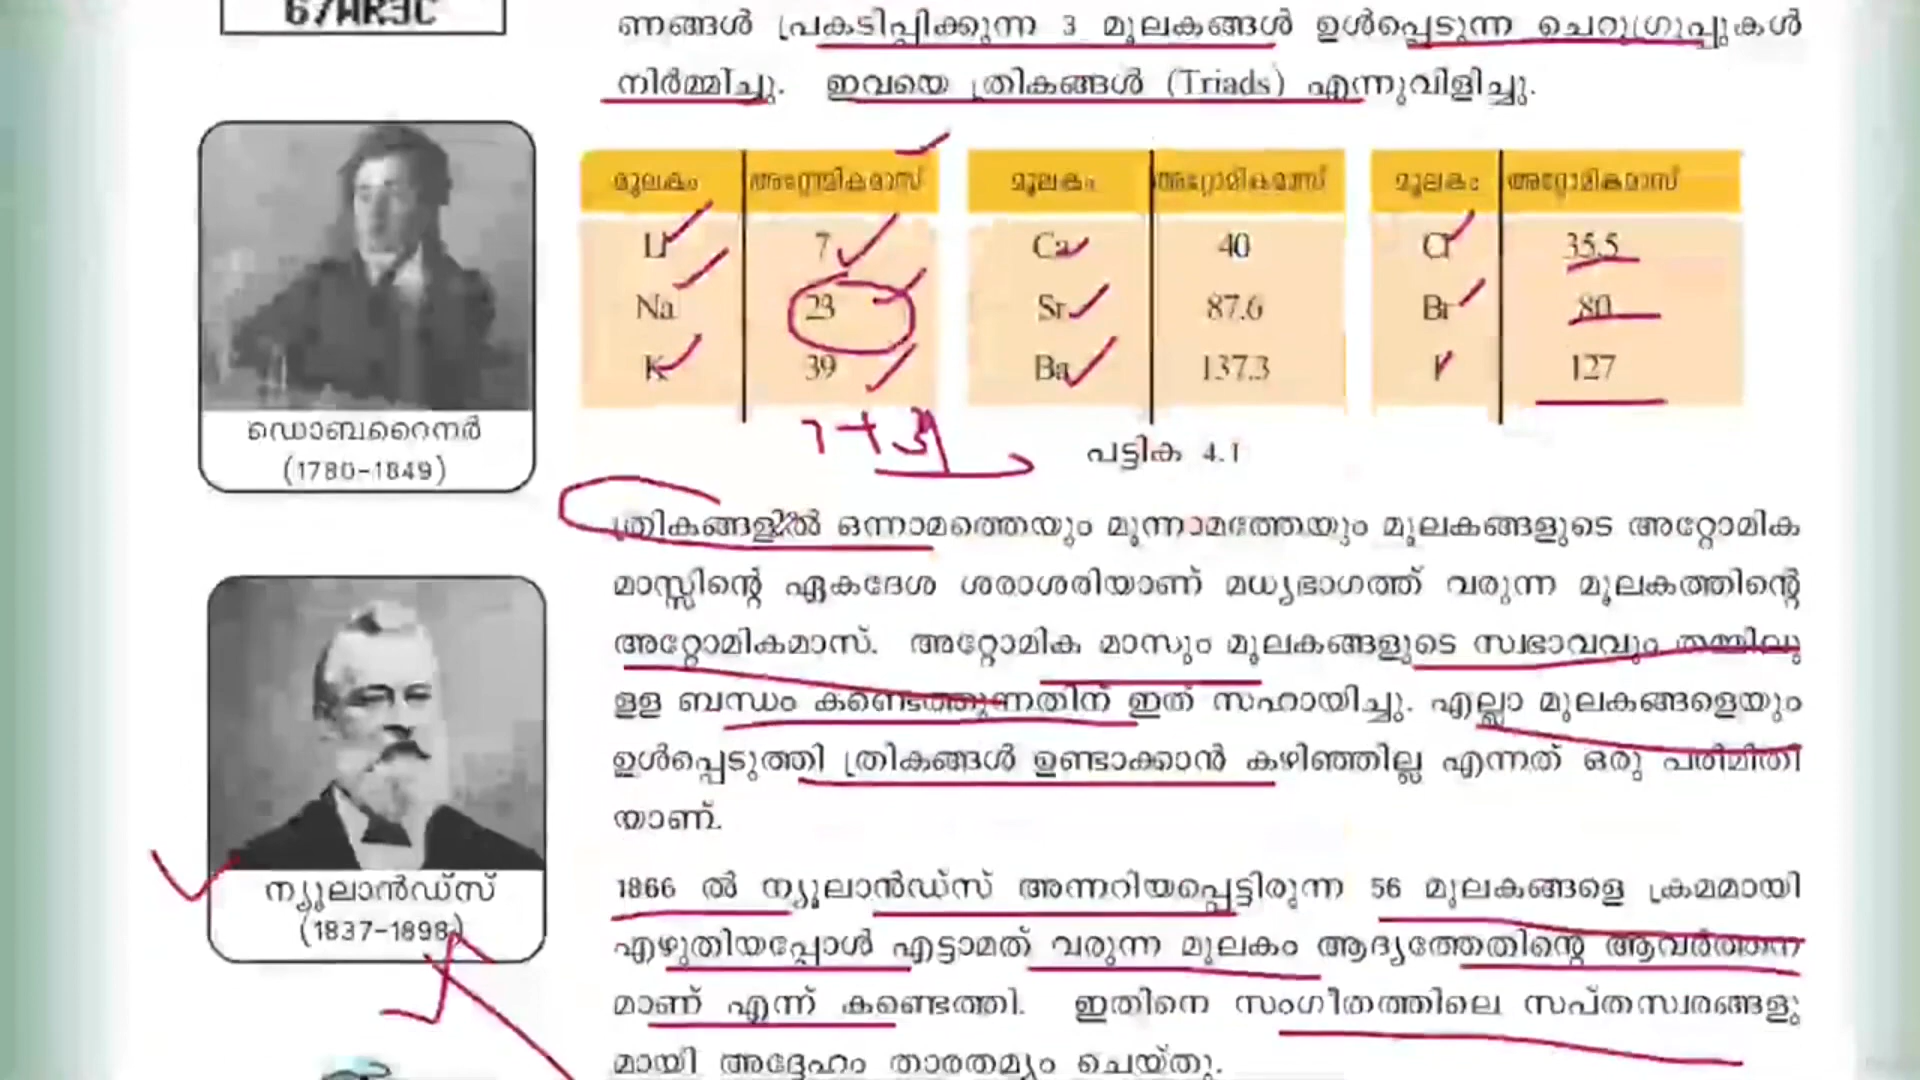 67AR3C
ണങ്ങൾ പ്രകടിപ്പിക്കുന്ന 3 മൂലകങ്ങൾ ഉൾപ്പെടുന്ന ചെറുഗ്രൂപ്പുകൾ
നിർമ്മിച്ചു. ഇവയെ ത്രികങ്ങൾ (Triads) എന്നുവിളിച്ചു.
മൂലകം അറ്റോമികമാസ് മൂലകം അറ്റോമികമാസ് മൂലകം അറ്റോമികമാസ്
Li 7 Ca 40 Cl 35.5
Na 23 Sr 87.6 Br 80
K 39 Ba 137.3 I 127
7+39
പട്ടിക 4.1
ഡൊബറൈനർ
(1780-1849)
ത്രികങ്ങളിൽ ഒന്നാമത്തെയും മൂന്നാമത്തേയും മൂലകങ്ങളുടെ അറ്റോമിക
മാസ്സിന്റെ ഏകദേശ ശരാശരിയാണ് മധ്യഭാഗത്ത് വരുന്ന മൂലകത്തിന്റെ
അറ്റോമികമാസ്. അറ്റോമിക മാസും മൂലകങ്ങളുടെ സ്വഭാവവും തമ്മിലു
ള്ള ബന്ധം കണ്ടെത്തുന്നതിന് ഇത് സഹായിച്ചു. എല്ലാ മൂലകങ്ങളെയും
ഉൾപ്പെടുത്തി ത്രികങ്ങൾ ഉണ്ടാക്കാൻ കഴിഞ്ഞില്ല എന്നത് ഒരു പരിമിതി
യാണ്.
ന്യൂലാൻഡ്സ്
(1837-1898)
1866 ൽ ന്യൂലാൻഡ്സ് അന്നറിയപ്പെട്ടിരുന്ന 56 മൂലകങ്ങളെ ക്രമമായി
എഴുതിയപ്പോൾ എട്ടാമത് വരുന്ന മൂലകം ആദ്യത്തേതിന്റെ ആവർത്തന
മാണ് എന്ന് കണ്ടെത്തി. ഇതിനെ സംഗീതത്തിലെ സപ്തസ്വരങ്ങളു
മായി അദ്ദേഹം താരതമ്യം ചെയ്തു.